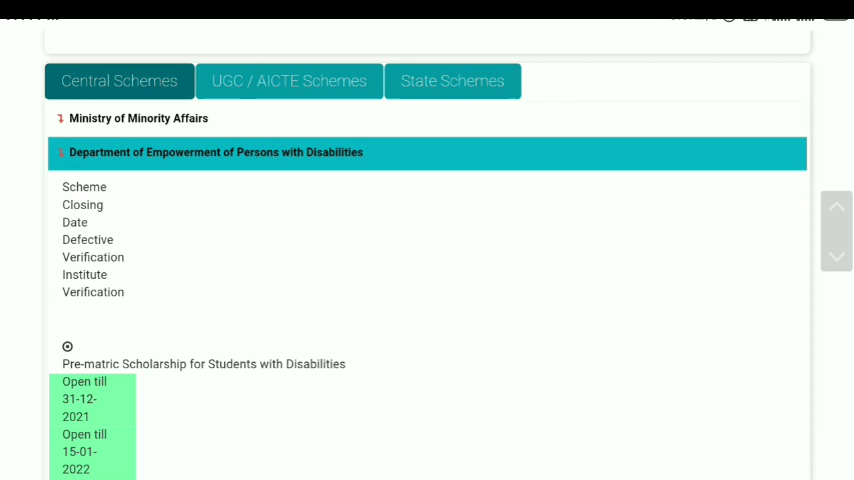 Central Schemes UGC / AICTE Schemes State Schemes
Ministry of Minority Affairs
Department of Empowerment of Persons with Disabilities
Scheme
Closing
Date
Defective
Verification
Institute
Verification
Pre-matric Scholarship for Students with Disabilities
Open till
31-12-
2021
Open till
15-01-
2022